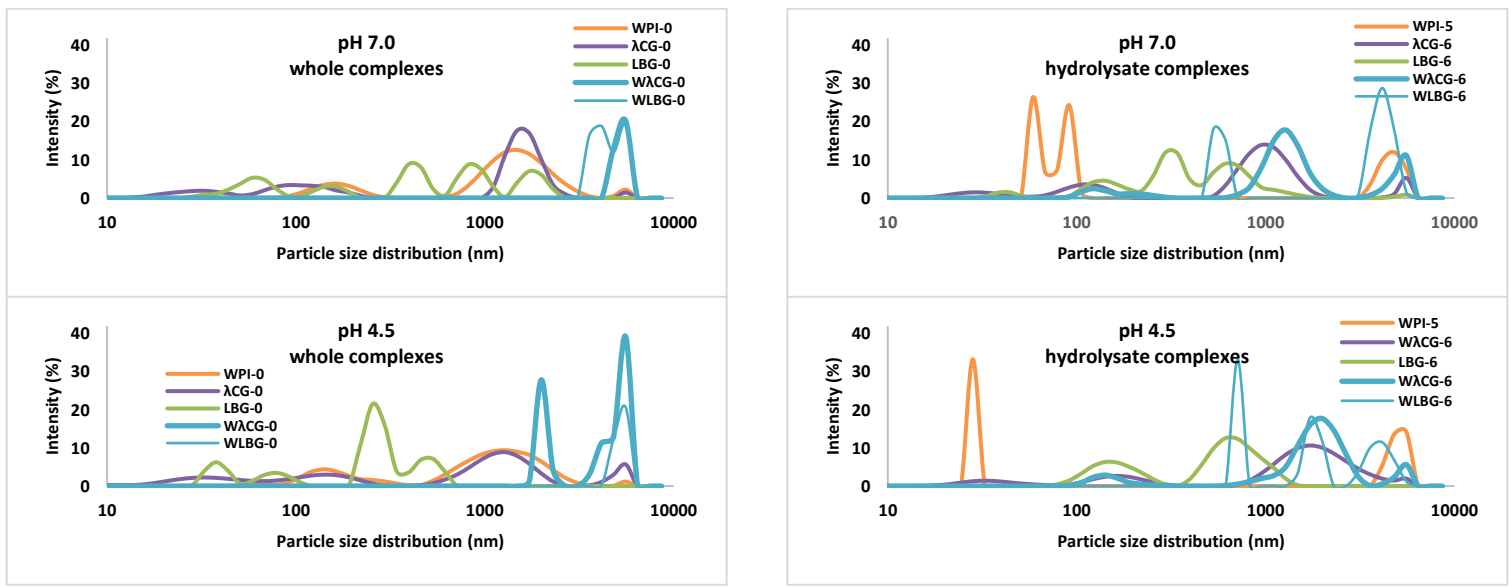 pH 7.0
whole complexes
WPI-0
λCG-0
LBG-0
WλCG-0
WLBG-0
Intensity (%)
40
30
20
10
0
10 100 1000 10000
Particle size distribution (nm)
pH 7.0
hydrolysate complexes
WPI-5
λCG-6
LBG-6
WλCG-6
WLBG-6
Intensity (%)
40
30
20
10
0
10 100 1000 10000
Particle size distribution (nm)
pH 4.5
whole complexes
WPI-0
λCG-0
LBG-0
WλCG-0
WLBG-0
Intensity (%)
40
30
20
10
0
10 100 1000 10000
Particle size distribution (nm)
pH 4.5
hydrolysate complexes
WPI-5
WλCG-6
LBG-6
WλCG-6
WLBG-6
Intensity (%)
40
30
20
10
0
10 100 1000 10000
Particle size distribution (nm)